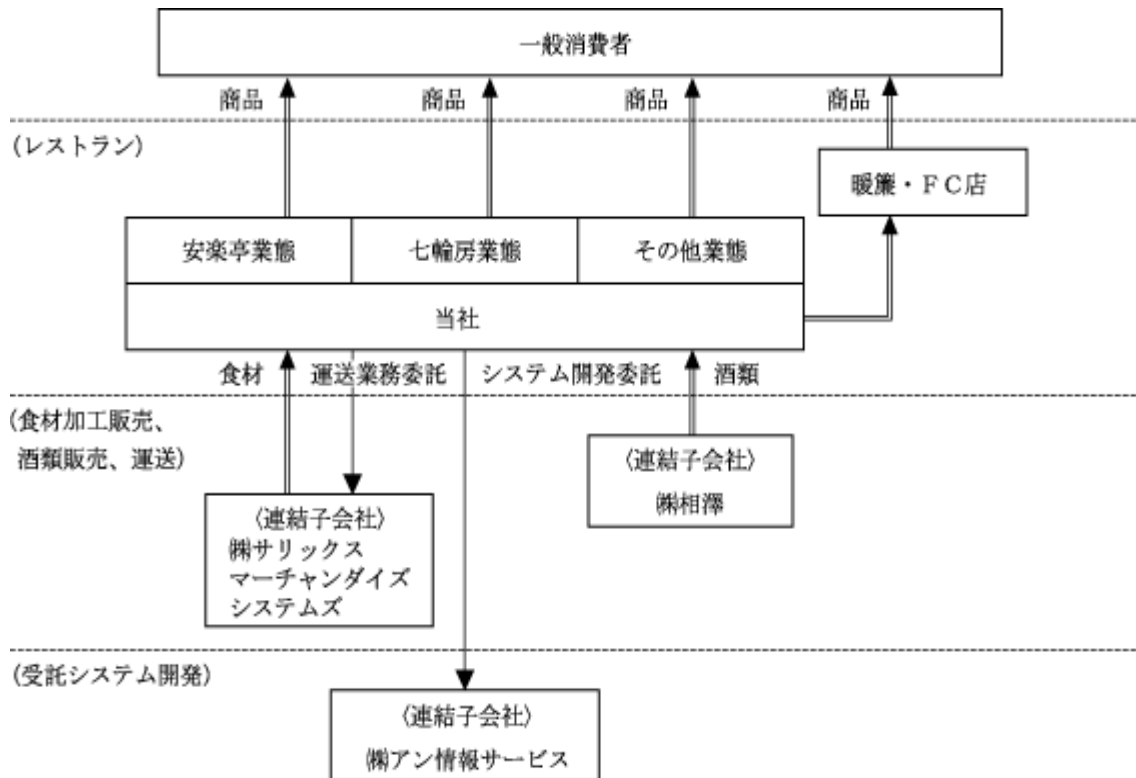 一般消費者
商品
商品
商品
商品
(レストラン)
暖簾・ＦＣ店
安楽亭業態
七輪房業態
その他業態
当社
食材
運送業務委託
システム開発委託
酒類
(食材加工販売、
酒類販売、運送)
〈連結子会社〉
㈱相澤
〈連結子会社〉
㈱サリックス
マーチャンダイズ
システムズ
(受託システム開発)
〈連結子会社〉
㈱アン情報サービス